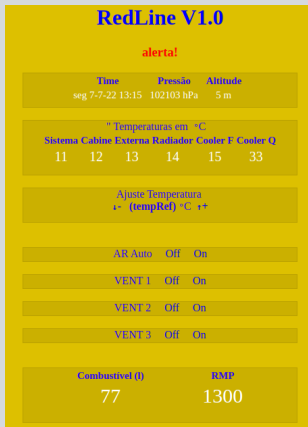 RedLine V1.0
alerta!
Time Pressão Altitude
seg 7-7-22 13:15 102103 hPa 5 m
" Temperaturas em °C
Sistema Cabine Externa Radiador Cooler F Cooler Q
11 12 13 14 15 33
Ajuste Temperatura
↓- (tempRef) °C ↑+
AR Auto Off On
VENT 1 Off On
VENT 2 Off On
VENT 3 Off On
Combustível (l) RMP
77 1300